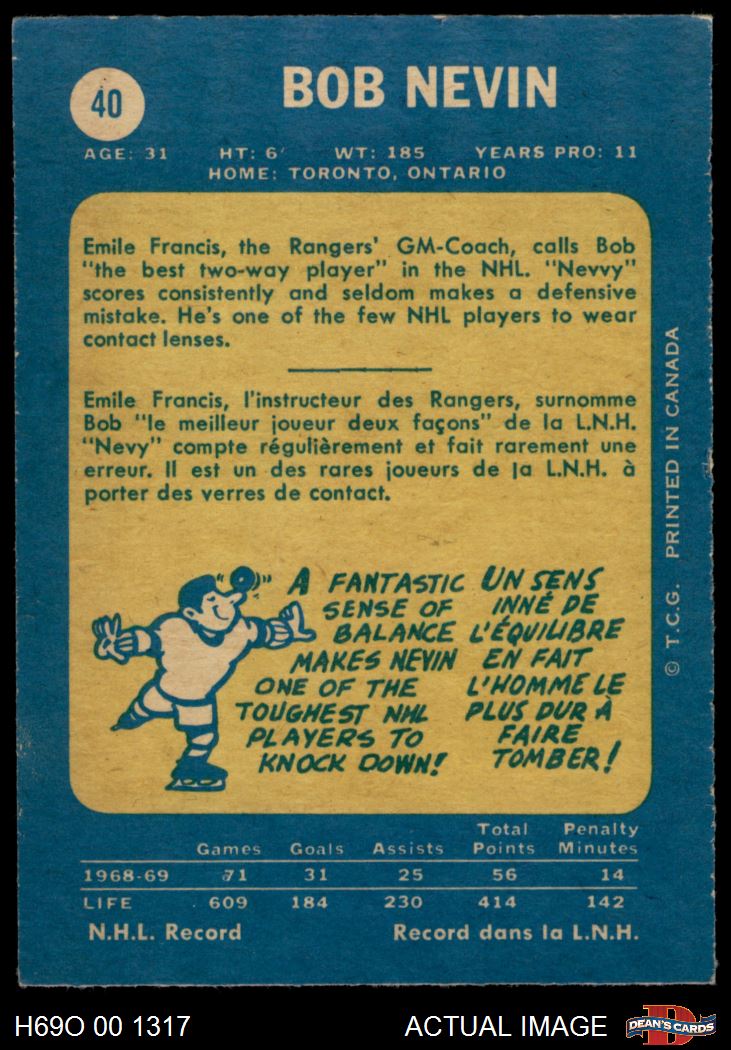 40
BOB NEVIN
AGE: 31 HT: 6' WT: 185 YEARS PRO: 11
HOME: TORONTO, ONTARIO
Emile Francis, the Rangers' GM-Coach, calls Bob
"the best two-way player" in the NHL. "Nevvy"
scores consistently and seldom makes a defensive
mistake. He's one of the few NHL players to wear
contact lenses.
Emile Francis, l'instructeur des Rangers, surnomme
Bob "le meilleur joueur deux façons" de la L.N.H.
"Nevy" compte régulièrement et fait rarement une
erreur. Il est un des rares joueurs de la L.N.H. à
porter des verres de contact.
A FANTASTIC
SENSE OF
BALANCE
MAKES NEVIN
ONE OF THE
TOUGHEST NHL
PLAYERS TO
KNOCK DOWN!
UN SENS
INNÉ DE
L'ÉQUILIBRE
EN FAIT
L'HOMME LE
PLUS DUR À
FAIRE
TOMBER!
© T.C.G. PRINTED IN CANADA
Games Goals Assists Total Points Penalty Minutes
1968-69 71 31 25 56 14
LIFE 609 184 230 414 142
N.H.L. Record Record dans la L.N.H.
H69O 00 1317 ACTUAL IMAGE
D
DEAN'S CARDS